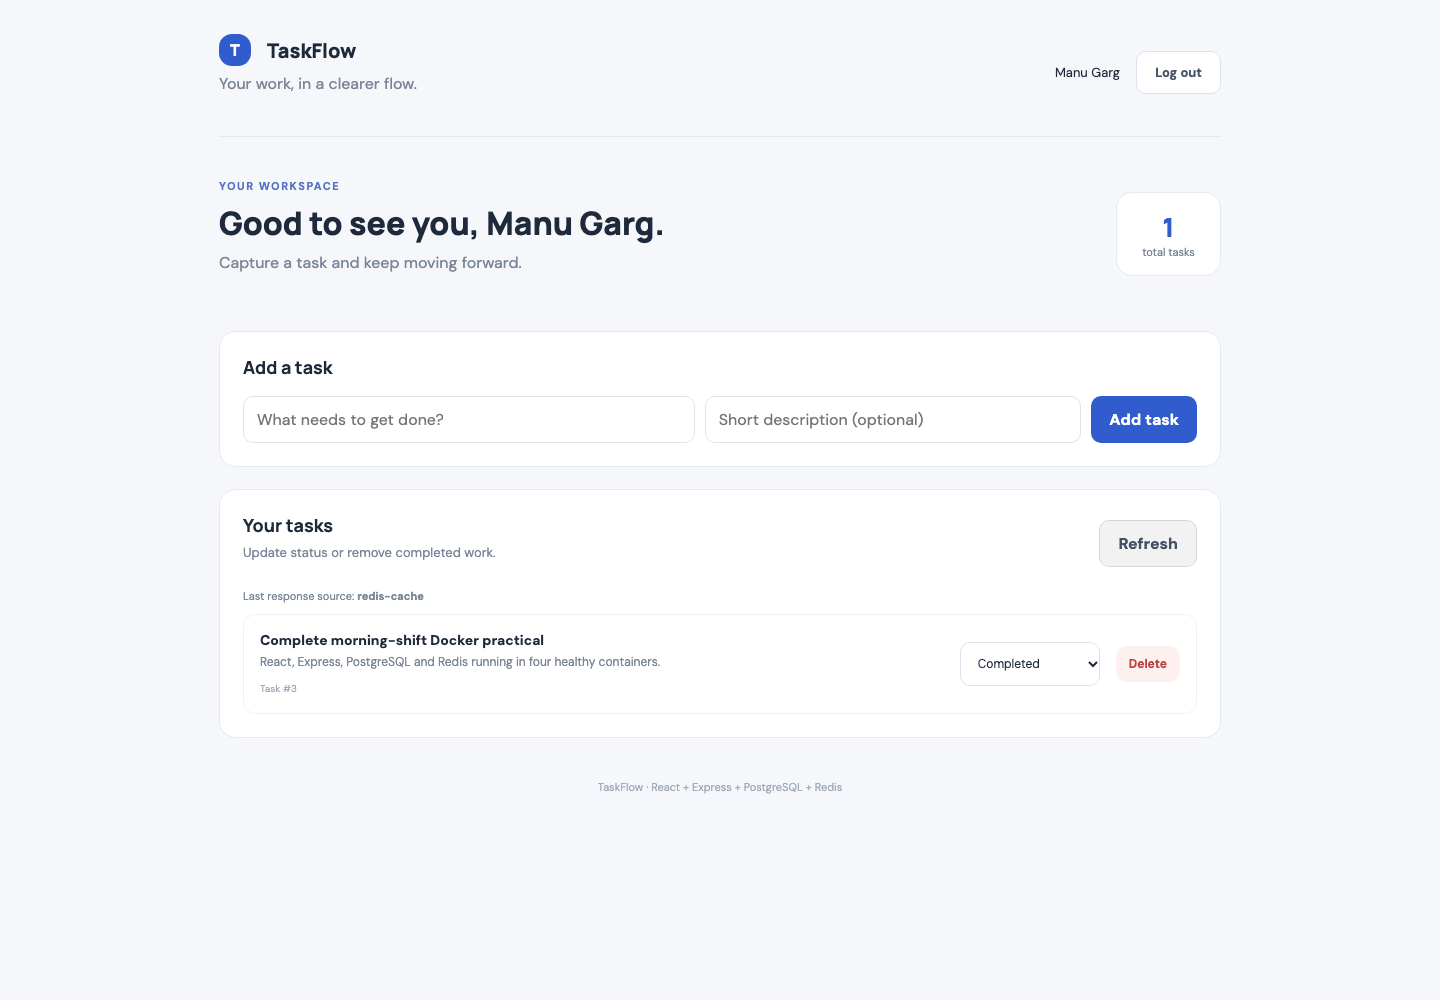 T
TaskFlow
Your work, in a clearer flow.
Manu Garg
Log out
YOUR WORKSPACE
Good to see you, Manu Garg.
Capture a task and keep moving forward.
1
total tasks
Add a task
What needs to get done?
Short description (optional)
Add task
Your tasks
Update status or remove completed work.
Refresh
Last response source: redis-cache
Complete morning-shift Docker practical
React, Express, PostgreSQL and Redis running in four healthy containers.
Task #3
Completed
Delete
TaskFlow · React + Express + PostgreSQL + Redis